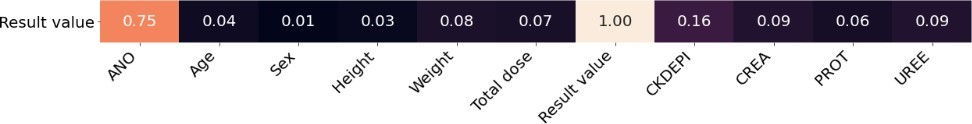 Result value 0.75 0.04 0.01 0.03 0.08 0.07 1.00 0.16 0.09 0.06 0.09
ANO Age Sex Height Weight Total dose Result value CKDEPI CREA PROT UREE